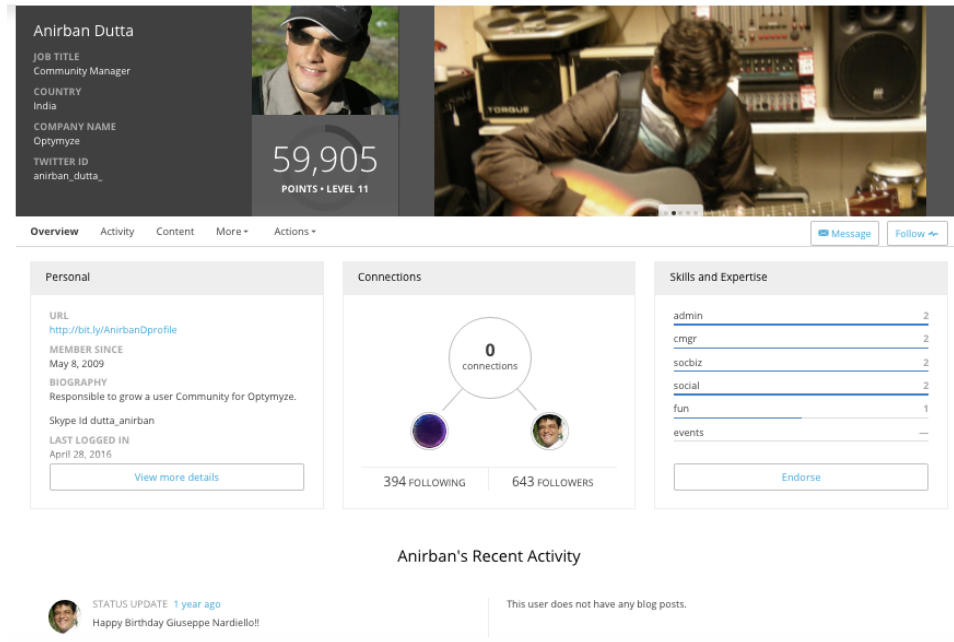 Anirban Dutta
JOB TITLE
Community Manager
COUNTRY
India
COMPANY NAME
Optymyze
TWITTER ID
anirban_dutta_
59,905
POINTS • LEVEL 11
TORQUE
Overview Activity Content More Actions
Message Follow
Personal
URL
http://bit.ly/AnirbanDprofile
MEMBER SINCE
May 8, 2009
BIOGRAPHY
Responsible to grow a user Community for Optymyze.
Skype Id dutta_anirban
LAST LOGGED IN
April 28, 2016
View more details
Connections
0
connections
394 FOLLOWING 643 FOLLOWERS
Skills and Expertise
admin 2
cmgr 2
socbiz 2
social 2
fun 1
events —
Endorse
Anirban's Recent Activity
STATUS UPDATE 1 year ago
Happy Birthday Giuseppe Nardiello!!
This user does not have any blog posts.